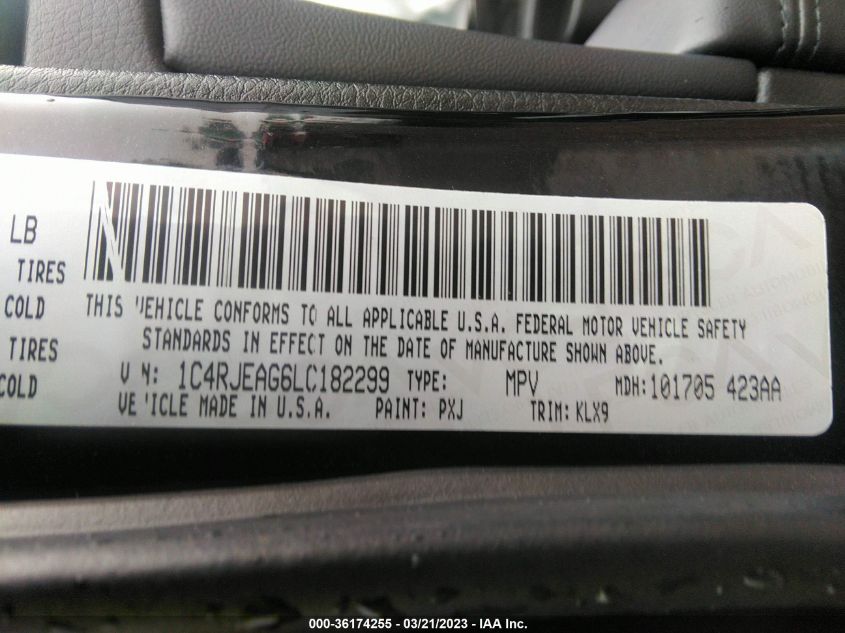 LB
TIRES
COLD
TIRES
COLD
THIS VEHICLE CONFORMS TO ALL APPLICABLE U.S.A. FEDERAL MOTOR VEHICLE SAFETY
STANDARDS IN EFFECT ON THE DATE OF MANUFACTURE SHOWN ABOVE.
V N: 1C4RJEAG6LC182299 TYPE: MPV MDH:101705 423AA
VE ICLE MADE IN U.S.A. PAINT: PXJ TRIM: KLX9
000-36174255 - 03/21/2023 - IAA Inc.